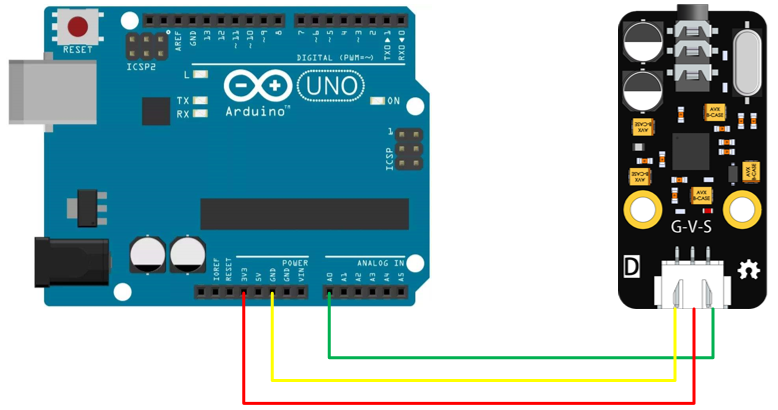 RESET
ICSP2
AREF
GND
13
12
~11
~10
~9
8
7
~6
~5
4
~3
2
TXD▶1
RXD◀0
DIGITAL (PWM=~)
L
TX
RX
Arduino™
UNO
ON
1
ICSP
POWER
ANALOG IN
IOREF
RESET
3V3
5V
GND
GND
VIN
A0
A1
A2
A3
A4
A5
AVX
B-CASE
AVX
B-CASE
AVX
B-CASE
AVX
B-CASE
AVX
B-CASE
G-V-S
D